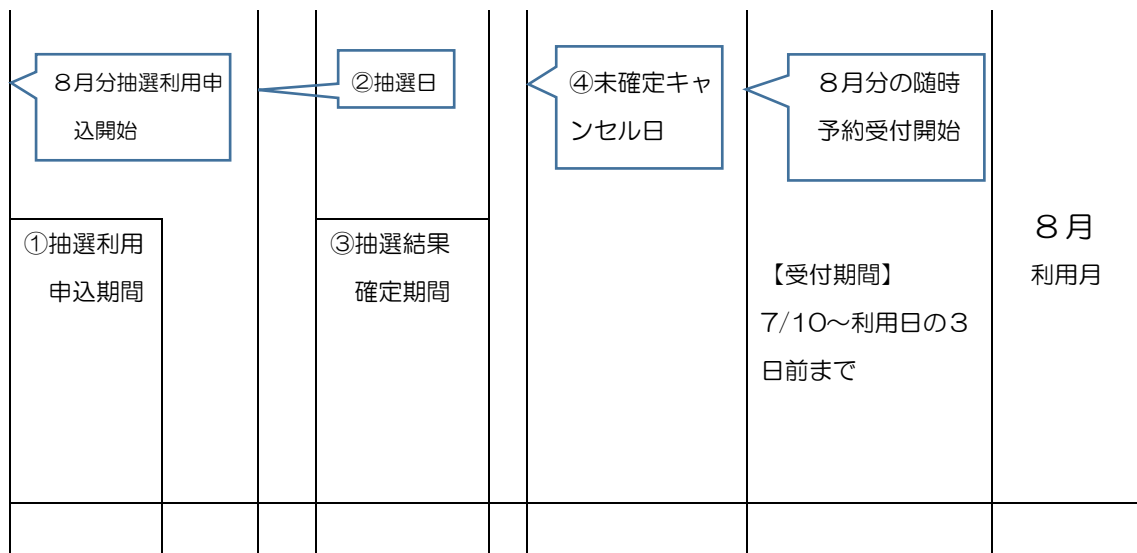 ８月分抽選利用申
込開始
②抽選日
④未確定キャ
ンセル日
８月分の随時
予約受付開始
①抽選利用
申込期間
③抽選結果
確定期間
【受付期間】
７/１０～利用日の３
日前まで
８月
利用月